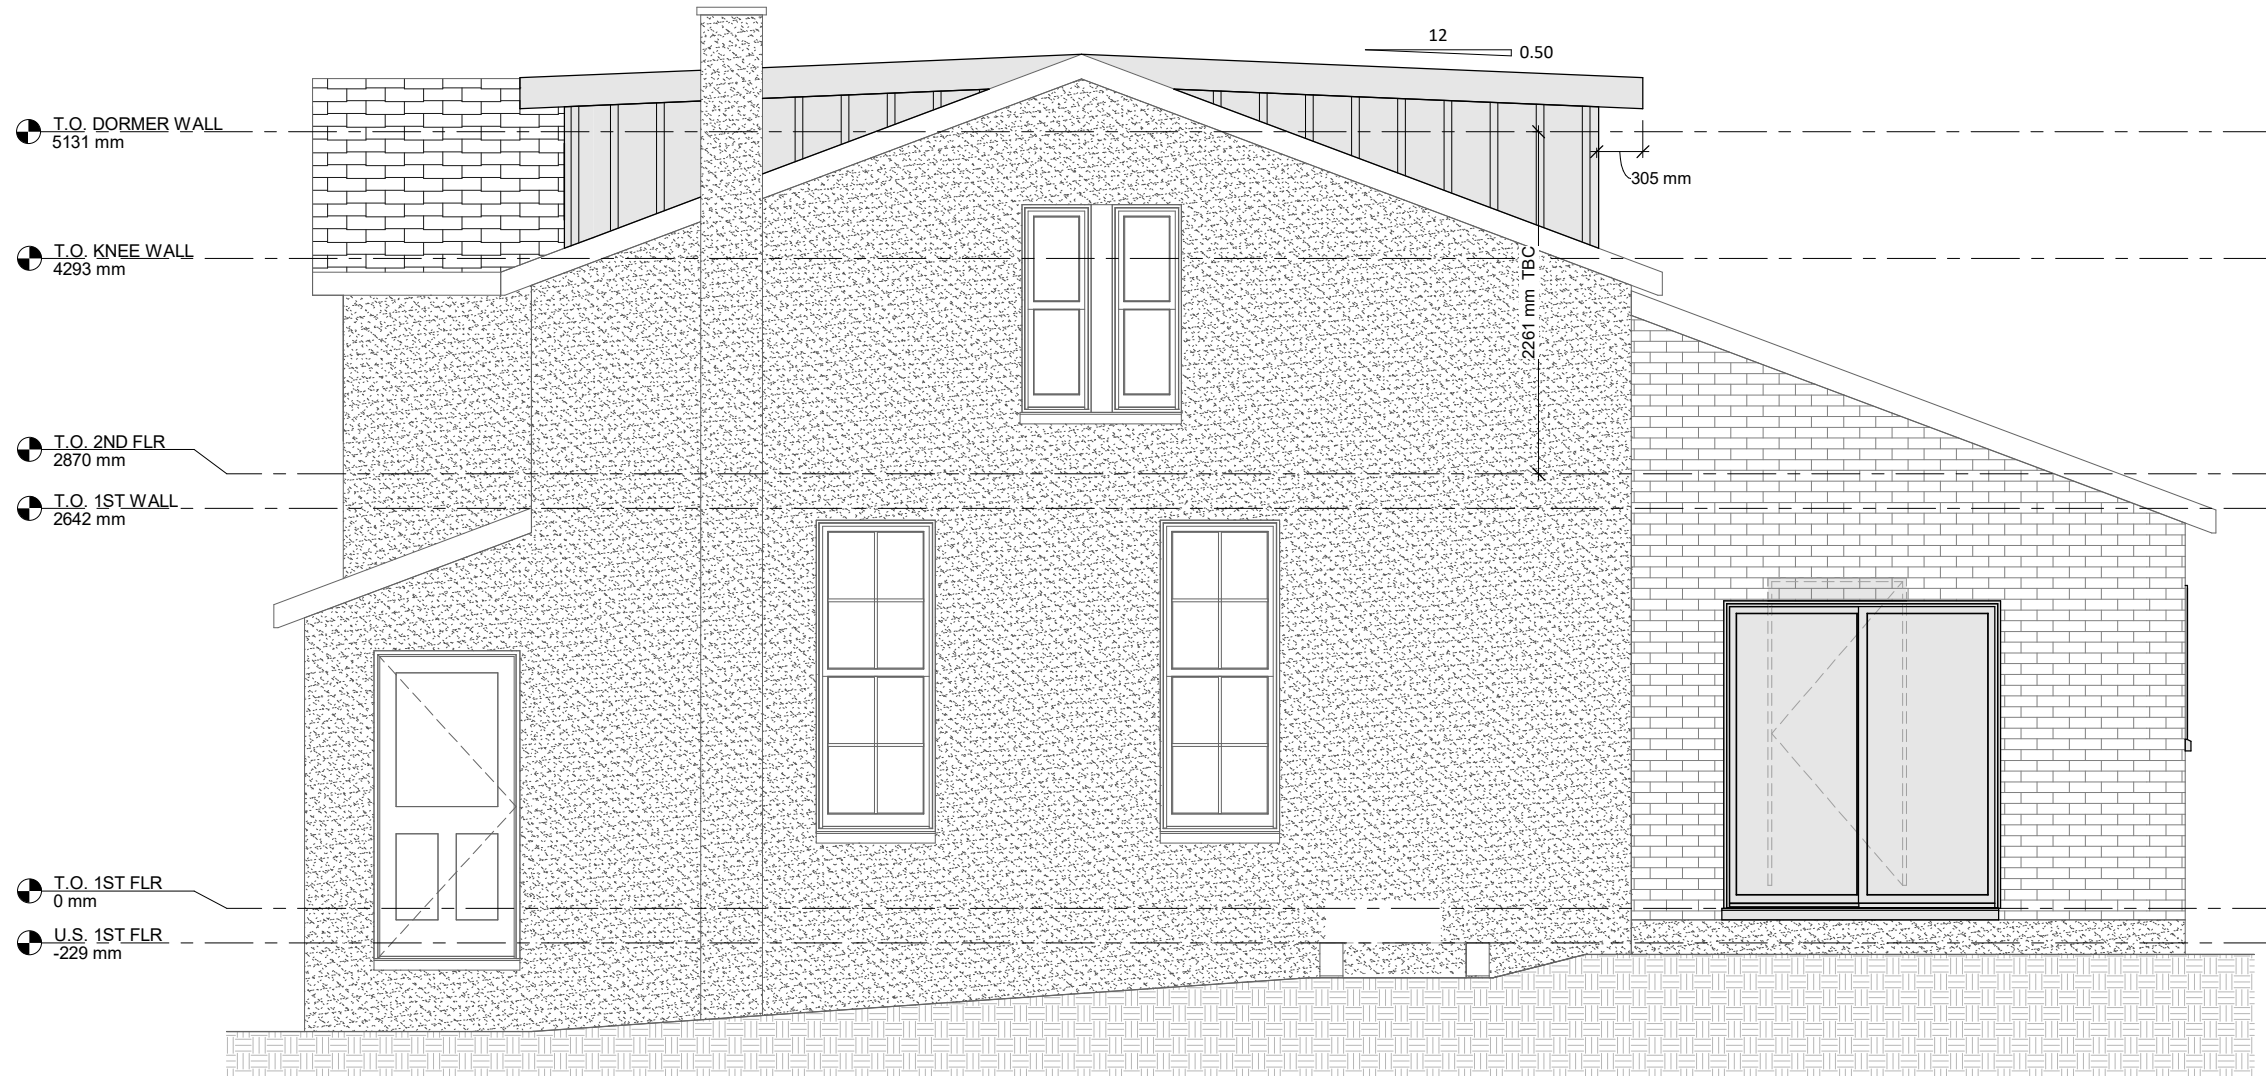 12
0.50
T.O. DORMER WALL
5131 mm
305 mm
T.O. KNEE WALL
4293 mm
2261 mm TBC
T.O. 2ND FLR
2870 mm
T.O. 1ST WALL
2642 mm
T.O. 1ST FLR
0 mm
U.S. 1ST FLR
-229 mm